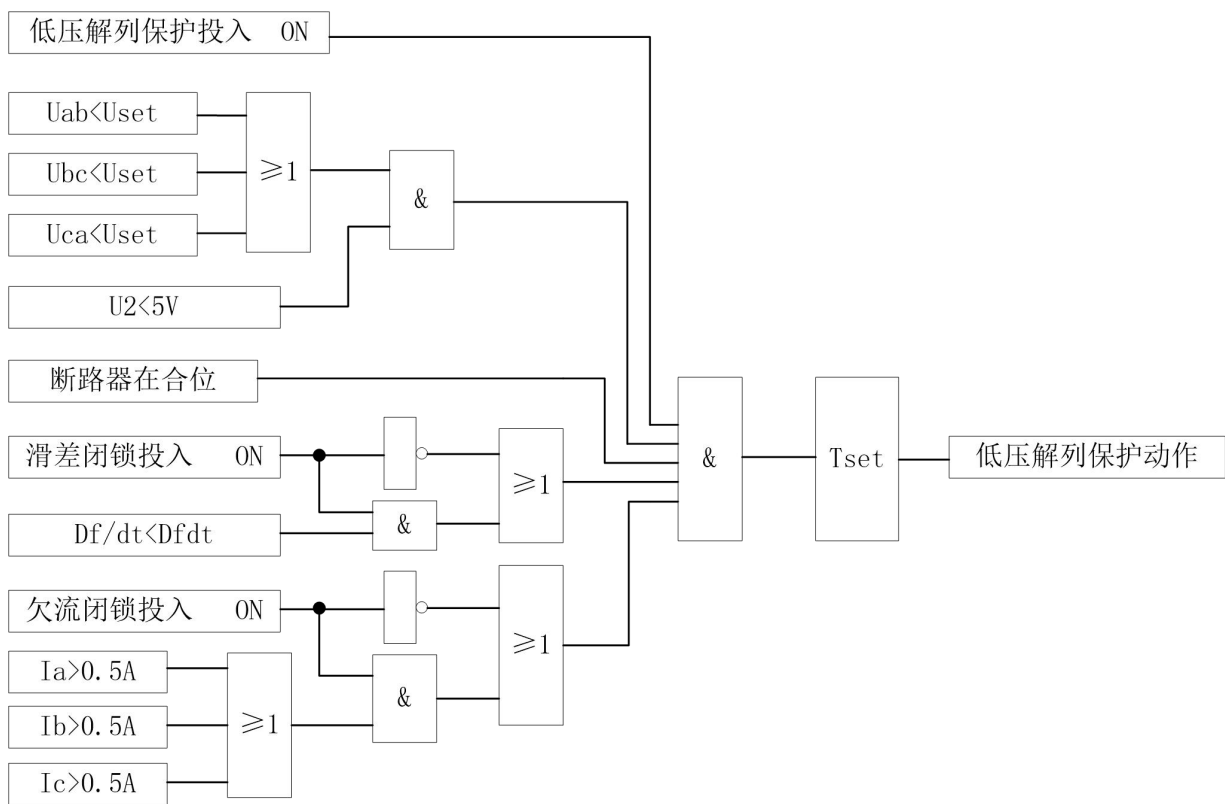 低压解列保护投入 ON
Uab<Uset
Ubc<Uset
≥1
&
Uca<Uset
U2<5V
断路器在合位
滑差闭锁投入 ON
≥1
&
Tset
低压解列保护动作
Df/dt<Dfdt
&
欠流闭锁投入 ON
≥1
Ia>0.5A
&
Ib>0.5A
≥1
Ic>0.5A